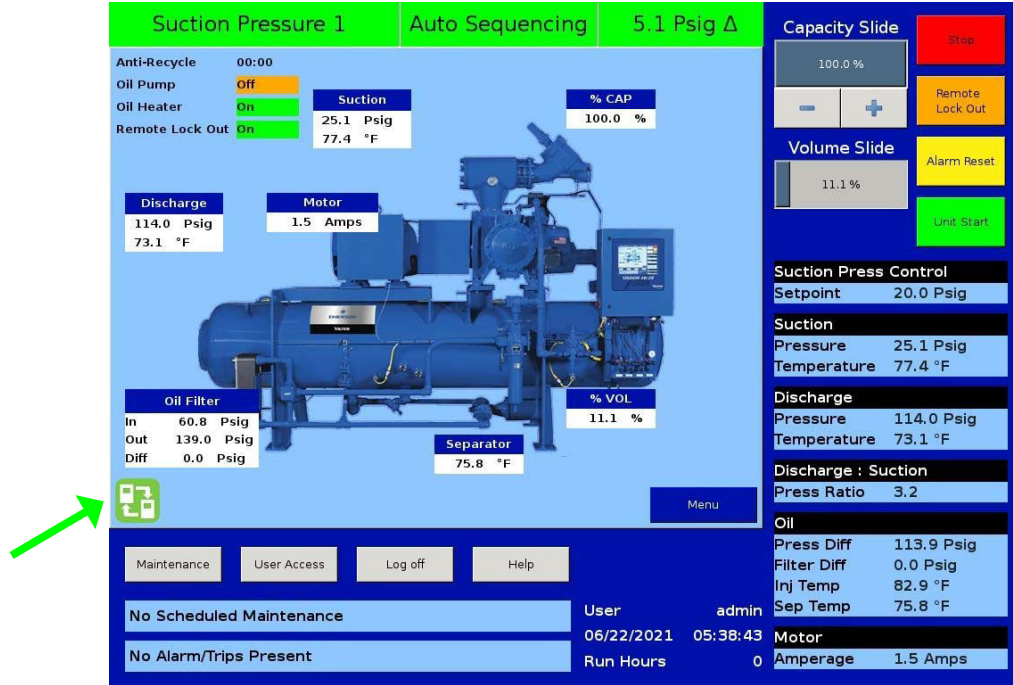 Suction Pressure 1 Auto Sequencing 5.1 Psig Δ
Anti-Recycle 00:00
Oil Pump Off
Oil Heater On
Remote Lock Out On
Suction
25.1 Psig
77.4 °F
% CAP
100.0 %
Discharge
114.0 Psig
73.1 °F
Motor
1.5 Amps
EMERSON
VILTER
Oil Filter
In 60.8 Psig
Out 139.0 Psig
Diff 0.0 Psig
% VOL
11.1 %
Separator
75.8 °F
Menu
Maintenance User Access Log off Help
No Scheduled Maintenance
No Alarm/Trips Present
User admin
06/22/2021 05:38:43
Run Hours 0
Capacity Slide
100.0 %
Volume Slide
11.1 %
Stop
Remote
Lock Out
Alarm Reset
Unit Start
Suction Press Control
Setpoint 20.0 Psig
Suction
Pressure 25.1 Psig
Temperature 77.4 °F
Discharge
Pressure 114.0 Psig
Temperature 73.1 °F
Discharge : Suction
Press Ratio 3.2
Oil
Press Diff 113.9 Psig
Filter Diff 0.0 Psig
Inj Temp 82.9 °F
Sep Temp 75.8 °F
Motor
Amperage 1.5 Amps